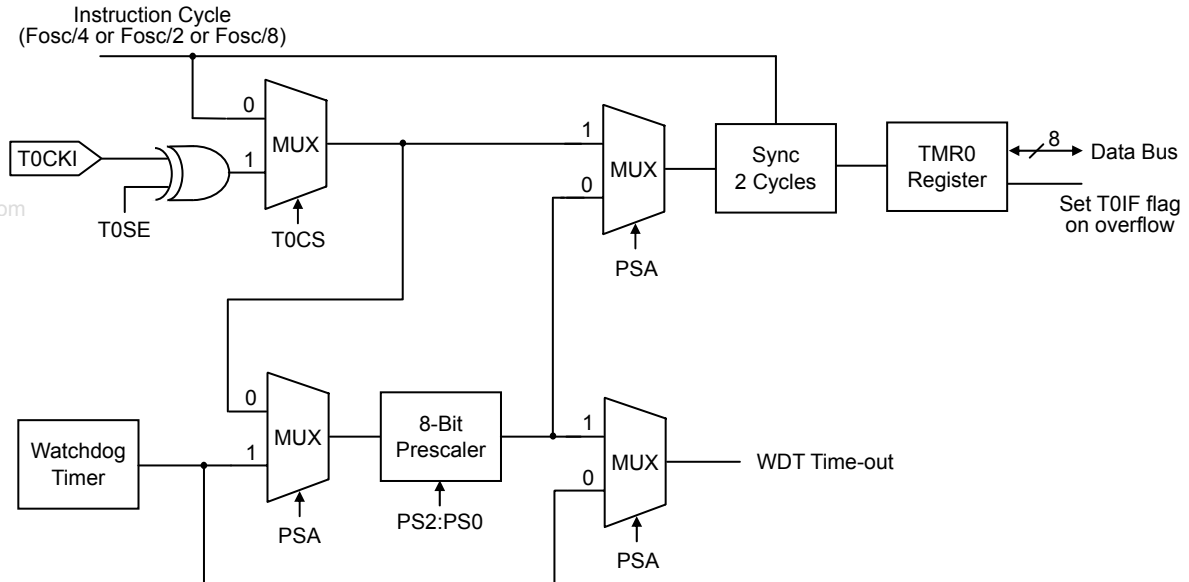 Instruction Cycle
(Fosc/4 or Fosc/2 or Fosc/8)
0
MUX
1
T0CKI
T0SE
T0CS
1
MUX
0
PSA
Sync
2 Cycles
TMR0
Register
8
Data Bus
Set T0IF flag
on overflow
om
0
MUX
1
PSA
Watchdog
Timer
8-Bit
Prescaler
PS2:PS0
1
MUX
0
PSA
WDT Time-out